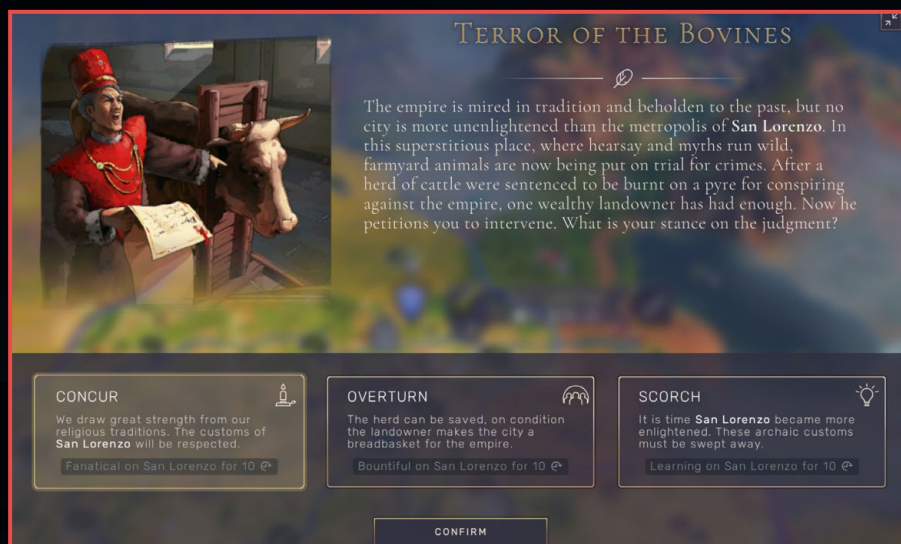 TERROR OF THE BOVINES
The empire is mired in tradition and beholden to the past, but no
city is more unenlightened than the metropolis of San Lorenzo. In
this superstitious place, where hearsay and myths run wild,
farmyard animals are now being put on trial for crimes. After a
herd of cattle were sentenced to be burnt on a pyre for conspiring
against the empire, one wealthy landowner has had enough. Now he
petitions you to intervene. What is your stance on the judgment?
CONCUR
We draw great strength from our
religious traditions. The customs of
San Lorenzo will be respected.
Fanatical on San Lorenzo for 10
OVERTURN
The herd can be saved, on condition
the landowner makes the city a
breadbasket for the empire.
Bountiful on San Lorenzo for 10
SCORCH
It is time San Lorenzo became more
enlightened. These archaic customs
must be swept away.
Learning on San Lorenzo for 10
CONFIRM